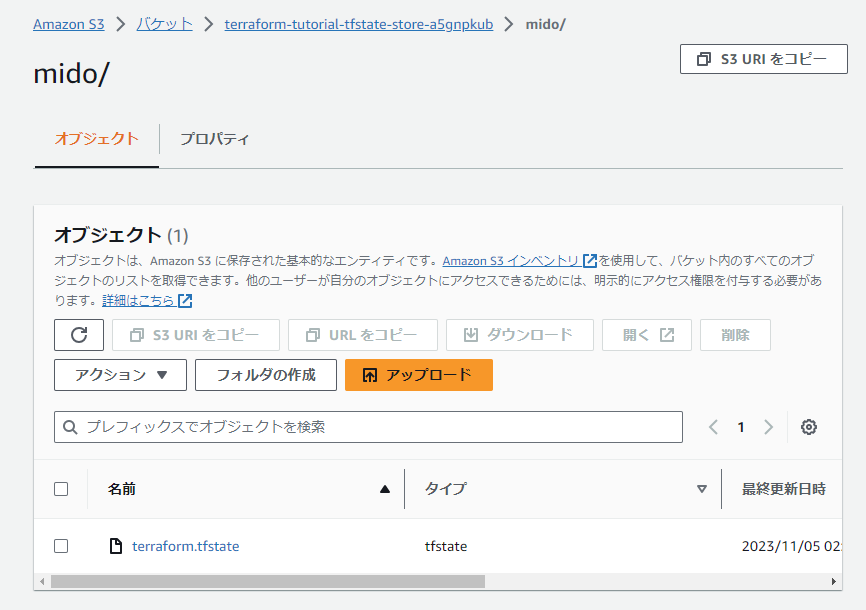 Amazon S3 > バケット > terraform-tutorial-tfstate-store-a5gnpkub > mido/
mido/
S3 URI をコピー
オブジェクト プロパティ
オブジェクト (1)
オブジェクトは、Amazon S3 に保存された基本的なエンティティです。Amazon S3 インベントリ を使用して、バケット内のすべてのオブ
ジェクトのリストを取得できます。他のユーザーが自分のオブジェクトにアクセスできるためには、明示的にアクセス権限を付与する必要があ
ります。詳細はこちら
S3 URI をコピー URL をコピー ダウンロード 開く 削除
アクション フォルダの作成 アップロード
プレフィックスでオブジェクトを検索 1
名前 タイプ 最終更新日時
terraform.tfstate tfstate 2023/11/05 02: